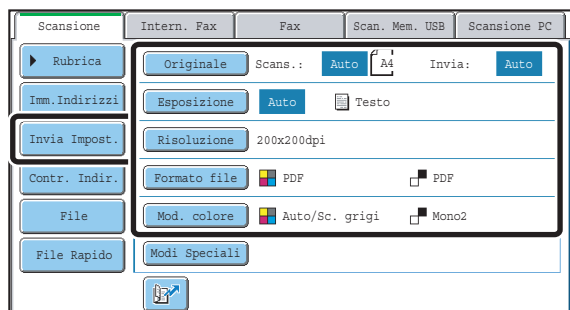 Scansione Intern. Fax Fax Scan. Mem. USB Scansione PC
Rubrica Originale Scans.: Auto A4 Invia: Auto
Imm.Indirizzi Esposizione Auto Testo
Invia Impost. Risoluzione 200x200dpi
Contr. Indir. Formato file PDF PDF
File Mod. colore Auto/Sc. grigi Mono2
File Rapido Modi Speciali